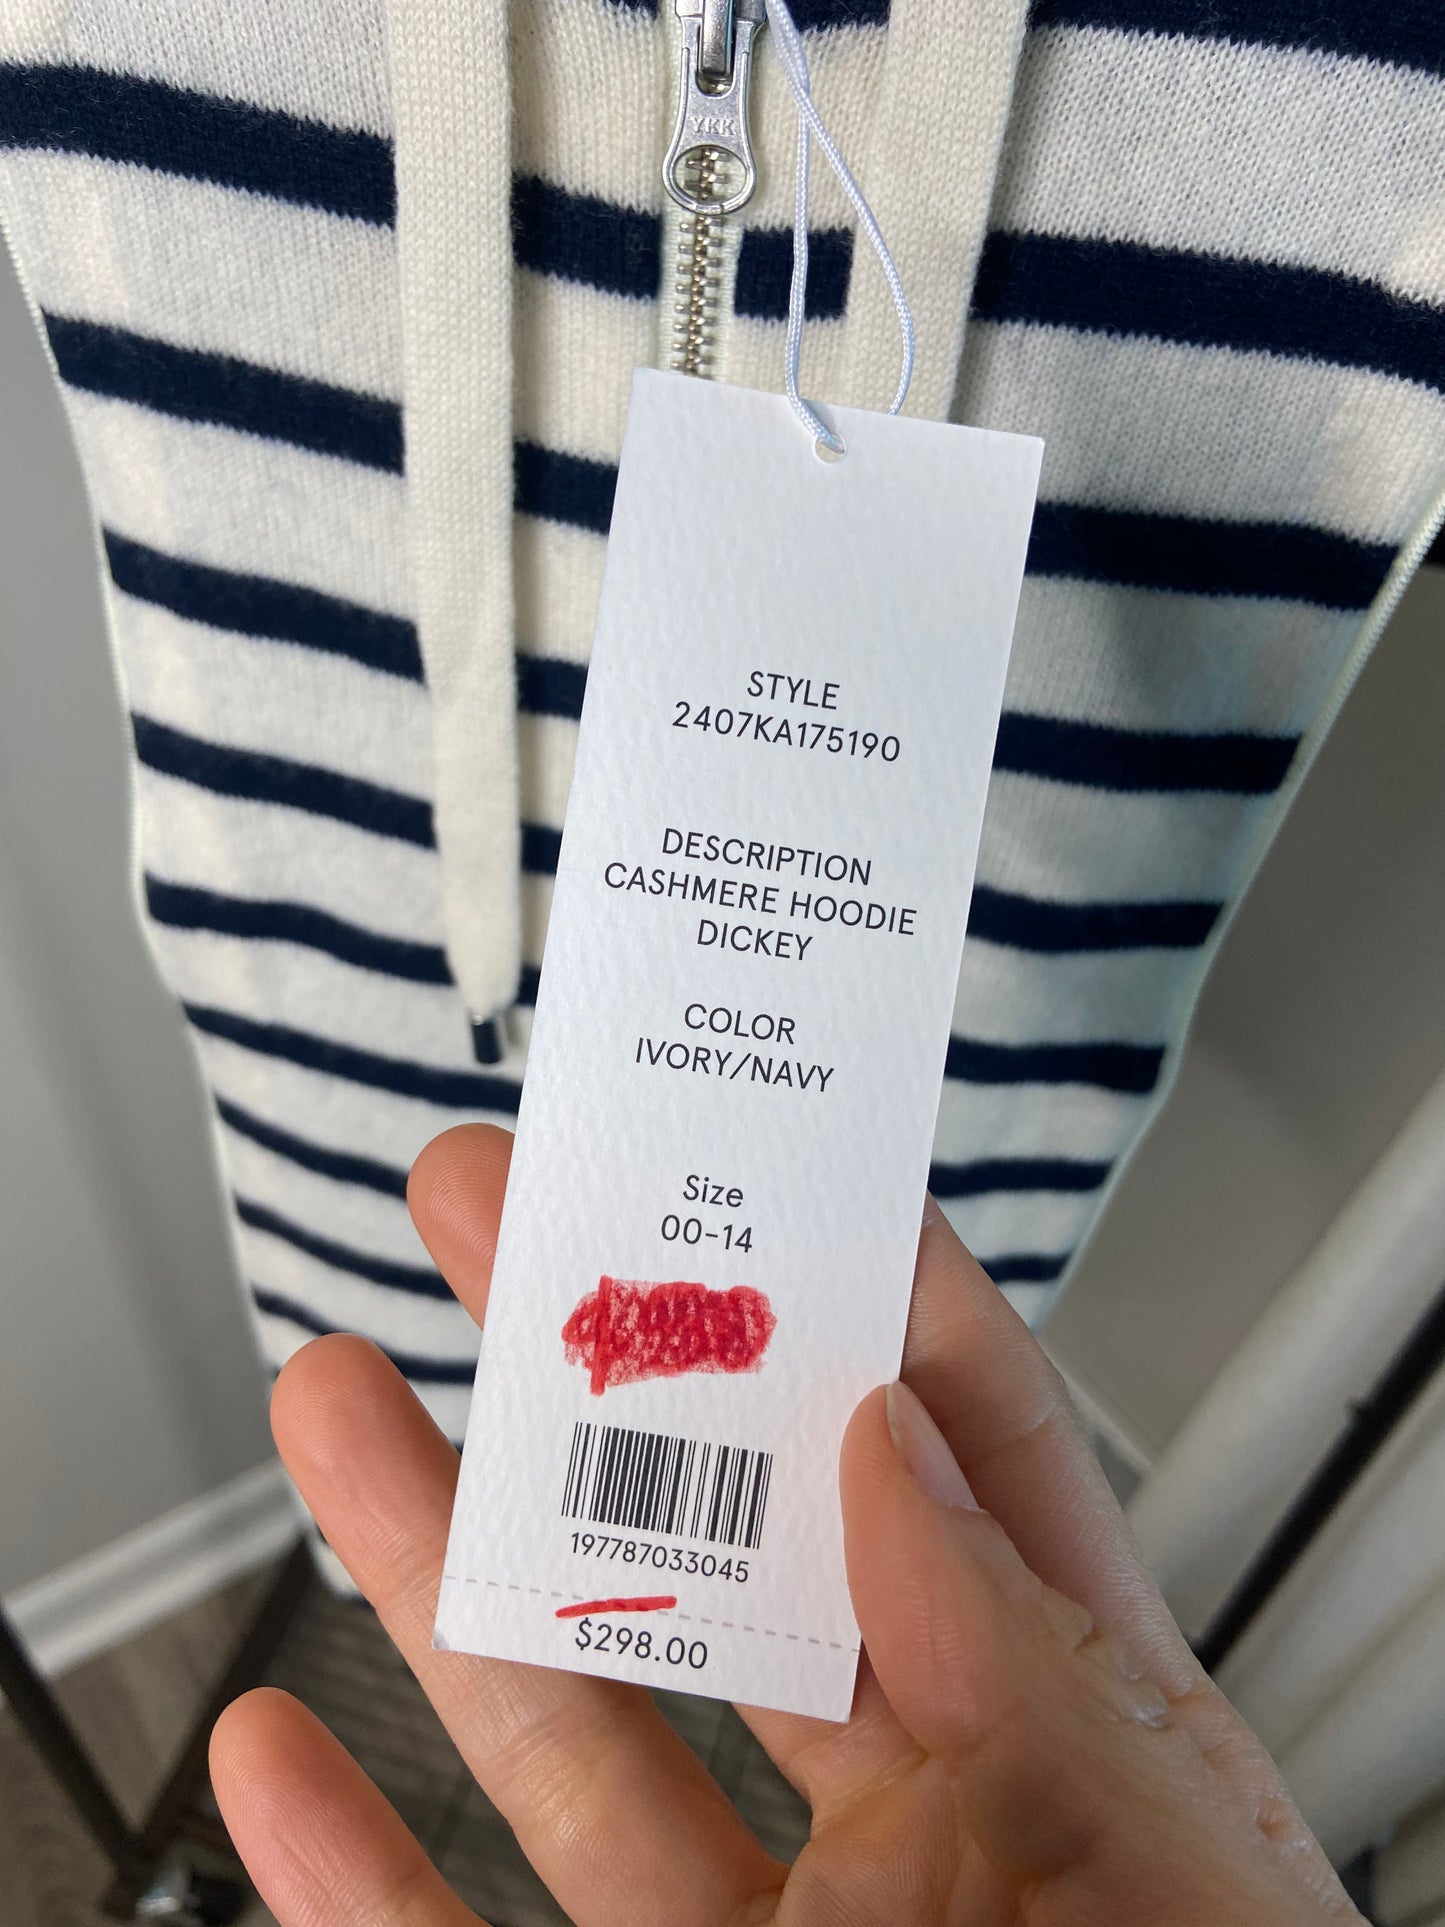 YKK
STYLE
2407KA175190
DESCRIPTION
CASHMERE HOODIE
DICKEY
COLOR
IVORY/NAVY
Size
00-14
197787033045
$298.00